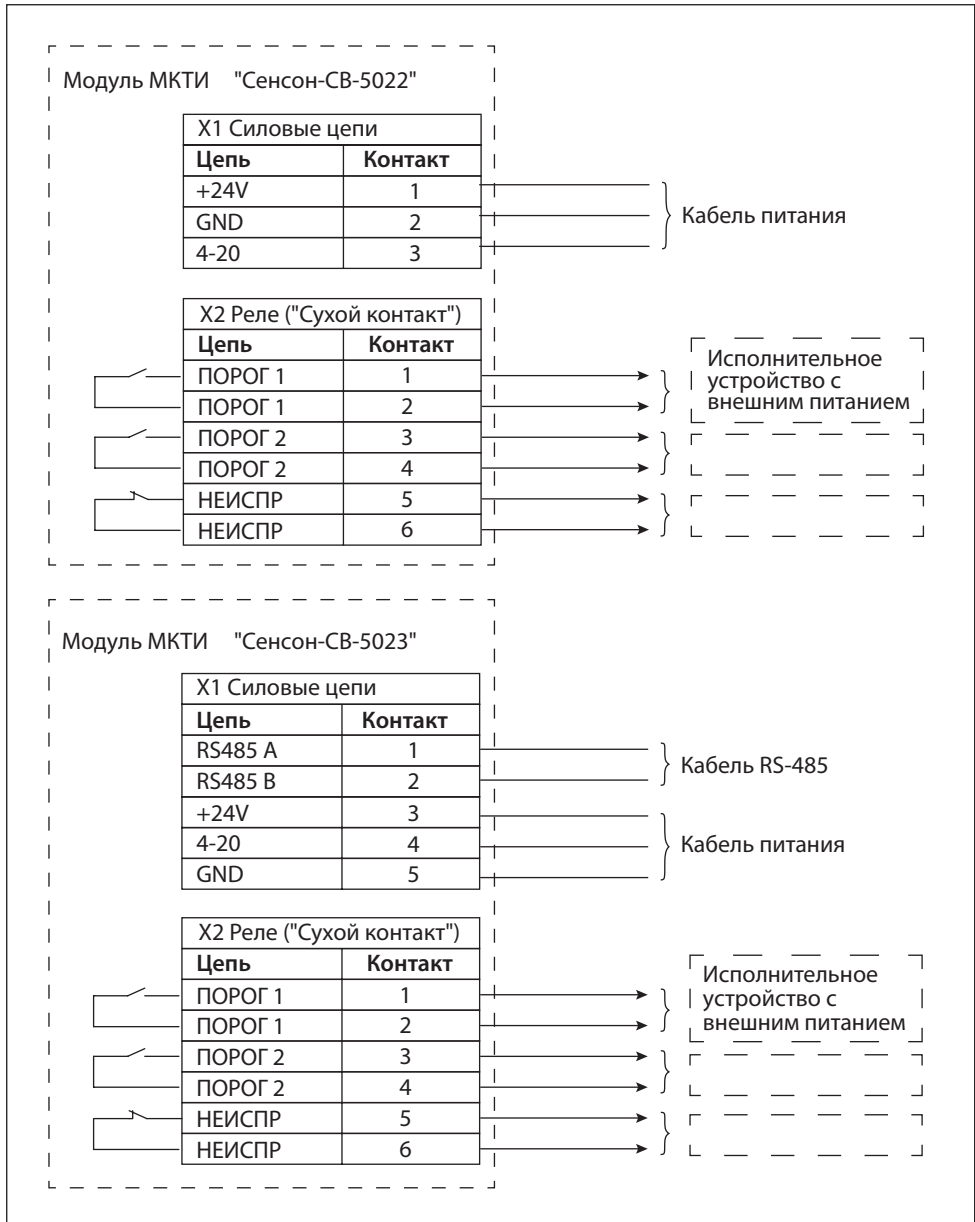 Модуль МКТИ "Сенсон-СВ-5022"
X1 Силовые цепи
Цепь Контакт
+24V 1
GND 2
4-20 3
Кабель питания
X2 Реле ("Сухой контакт")
Цепь Контакт
ПОРОГ 1 1
ПОРОГ 1 2
ПОРОГ 2 3
ПОРОГ 2 4
НЕИСПР 5
НЕИСПР 6
Исполнительное
устройство с
внешним питанием
Модуль МКТИ "Сенсон-СВ-5023"
X1 Силовые цепи
Цепь Контакт
RS485 A 1
RS485 B 2
+24V 3
4-20 4
GND 5
Кабель RS-485
Кабель питания
X2 Реле ("Сухой контакт")
Цепь Контакт
ПОРОГ 1 1
ПОРОГ 1 2
ПОРОГ 2 3
ПОРОГ 2 4
НЕИСПР 5
НЕИСПР 6
Исполнительное
устройство с
внешним питанием